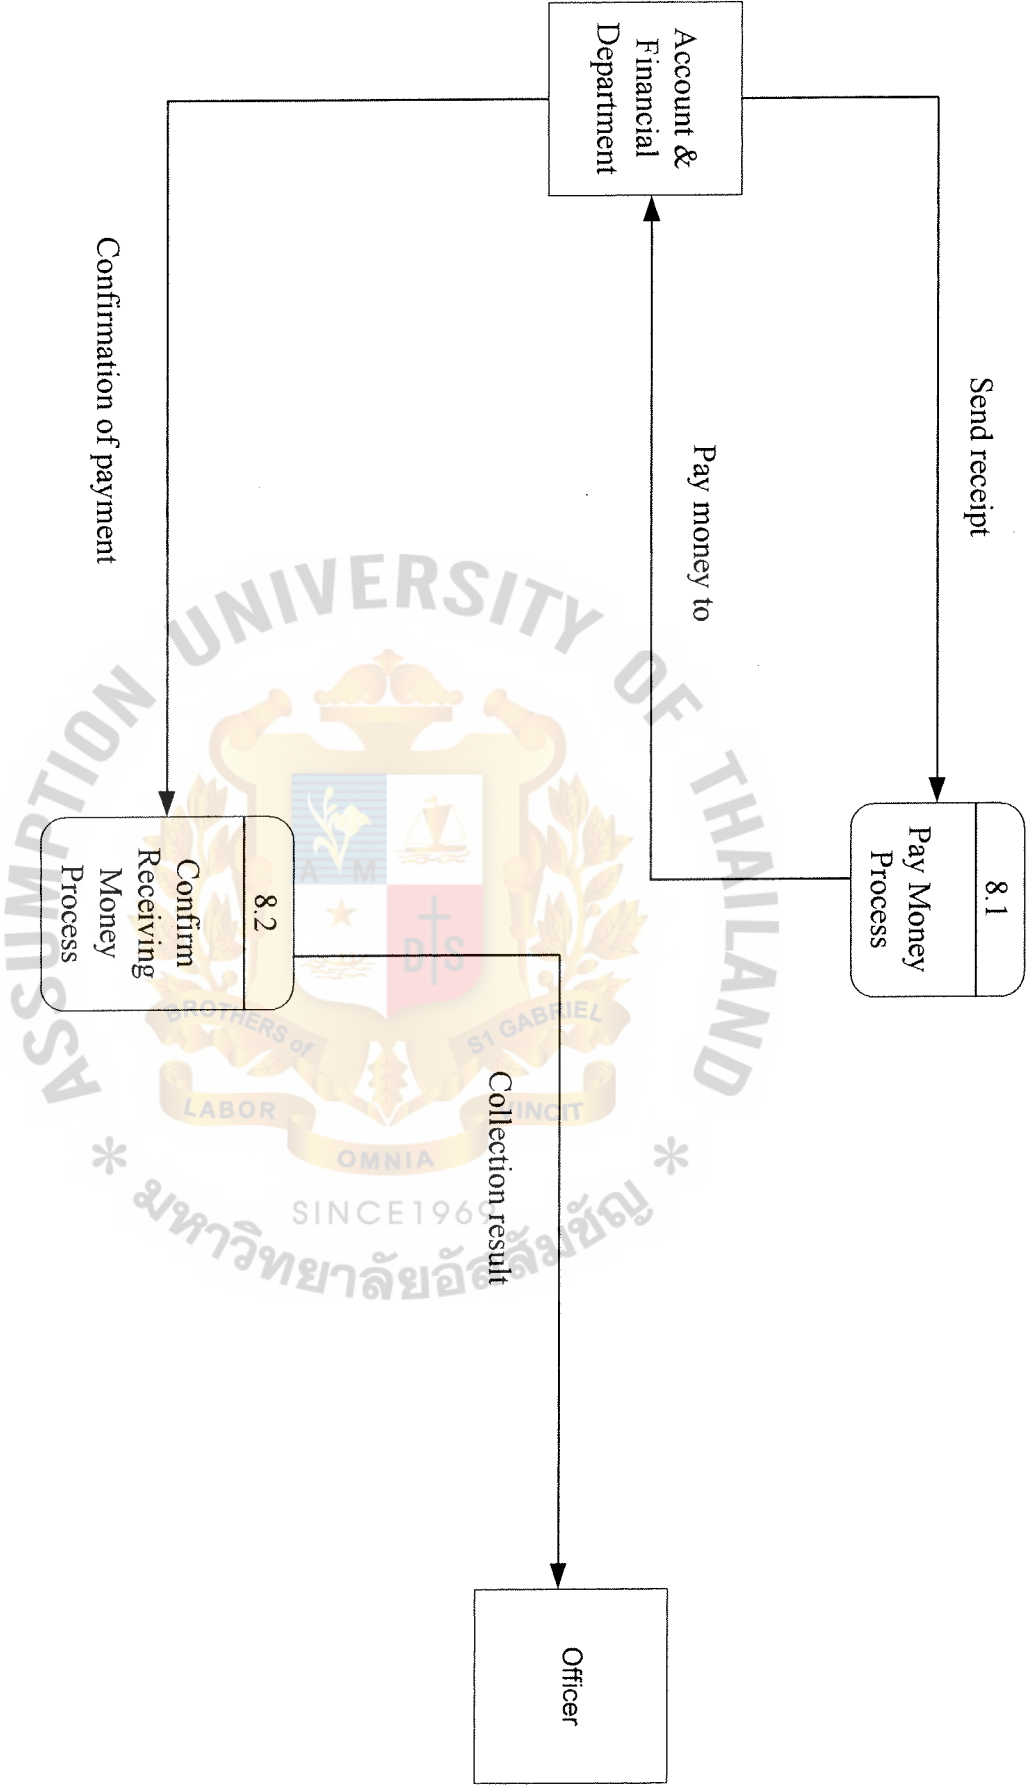 8.1
Pay Money
Process
Send receipt
Pay money to
Account &
Financial
Department
Officer
Collection result
8.2
Confirm
Receiving
Money
Process
Confirmation of payment
ASSUMPTION UNIVERSITY OF THAILAND
A M
D S
BROTHERS of
S1 GABRIEL
LABOR
OMNIA
VINCIT
SINCE1969
* มหาวิทยาลัยอัสสัมชัญ *